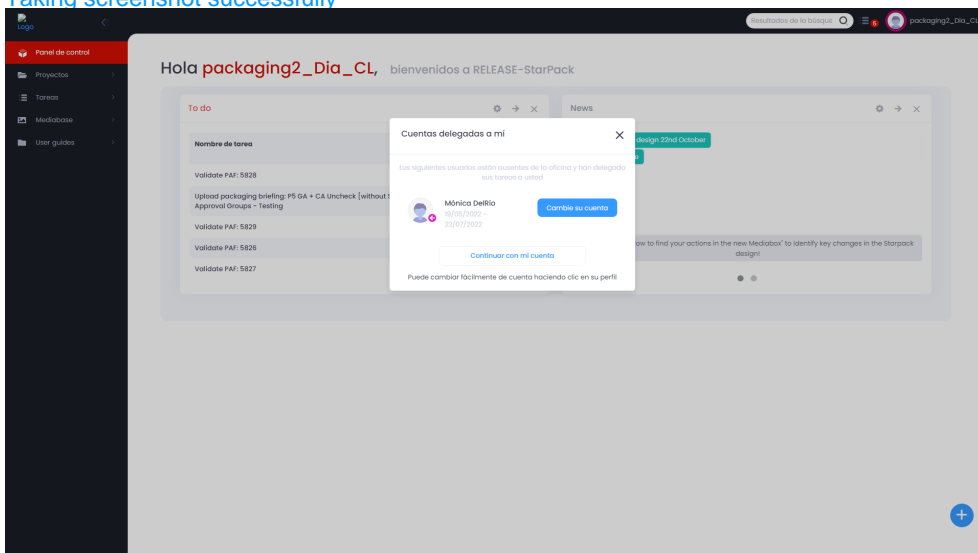 Taking screenshot successfully
Logo
Resultados de la búsque
6
packaging2_Dia_CL
Panel de control
Proyectos
Tareas
Mediabase
User guides
Hola packaging2_Dia_CL, bienvenidos a RELEASE-StarPack
To do
News
Nombre de tarea
Validate PAF: 5828
Upload packaging briefing: P5 GA + CA Uncheck [without
Approval Groups - Testing
Validate PAF: 5829
Validate PAF: 5826
Validate PAF: 5827
design 22nd October
ow to find your actions in the new Mediabox' to identify key changes in the Starpack
design!
Cuentas delegadas a mí
Los siguientes usuarios están ausentes de la oficina y han delegado
sus tareas a usted
Mónica DelRio
22/07/2022
Cambie su cuenta
Continuar con mi cuenta
Puede cambiar fácilmente de cuenta haciendo clic en su perfil